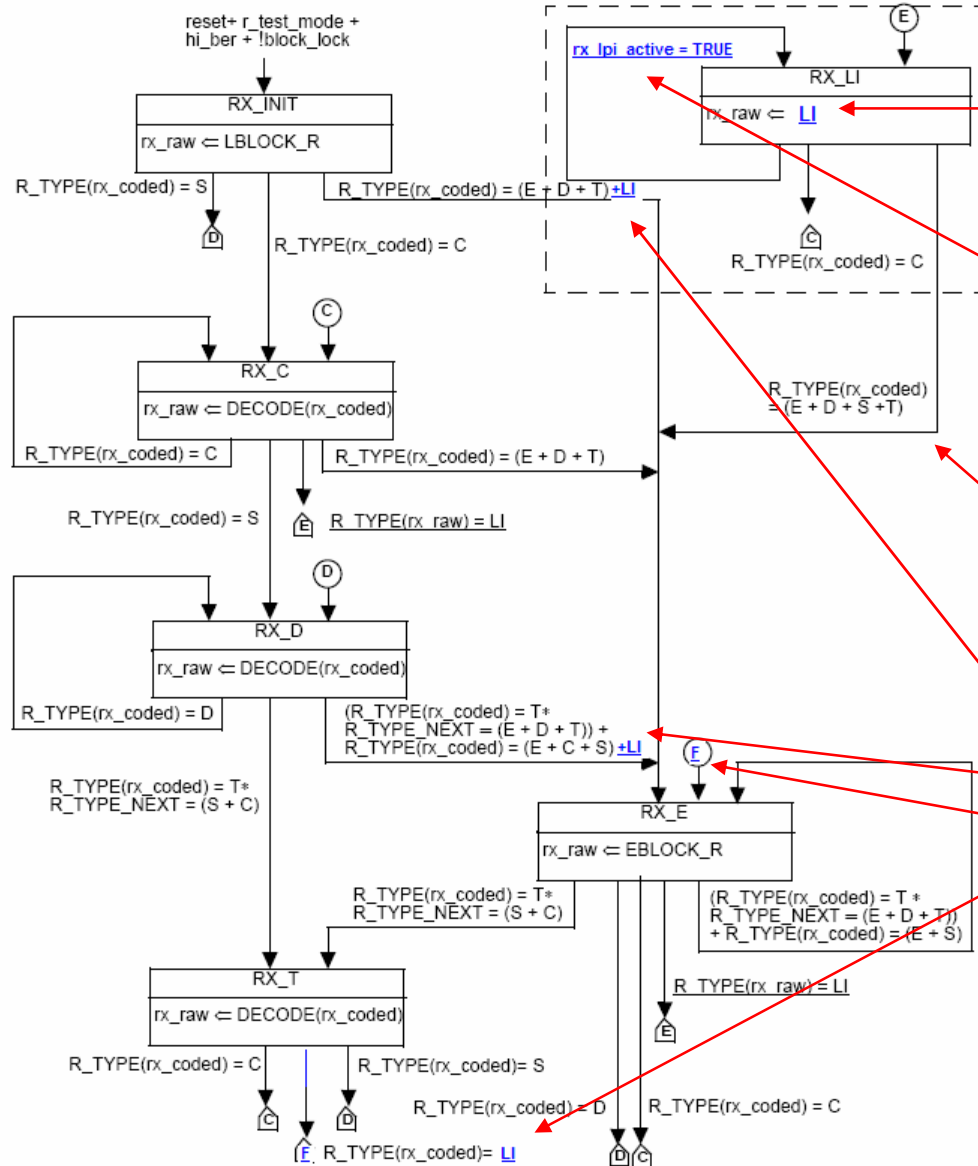 reset+ r_test_mode +
hi_ber + !block_lock
RX_INIT
rx_raw ⇐ LBLOCK_R
R_TYPE(rx_coded) = S
D
R_TYPE(rx_coded) = C
R_TYPE(rx_coded) = (E + D + T) +LI
E
rx_lpi_active = TRUE
RX_LI
rx_raw ⇐ LI
C
R_TYPE(rx_coded) = C
R_TYPE(rx_coded)
= (E + D + S +T)
C
RX_C
rx_raw ⇐ DECODE(rx_coded)
R_TYPE(rx_coded) = C
R_TYPE(rx_coded) = (E + D + T)
R_TYPE(rx_coded) = S
E
R_TYPE(rx_raw) = LI
D
RX_D
rx_raw ⇐ DECODE(rx_coded)
R_TYPE(rx_coded) = D
(R_TYPE(rx_coded) = T*
R_TYPE_NEXT = (E + D + T)) +
R_TYPE(rx_coded) = (E + C + S) +LI
R_TYPE(rx_coded) = T*
R_TYPE_NEXT = (S + C)
F
RX_E
rx_raw ⇐ EBLOCK_R
R_TYPE(rx_coded) = T*
R_TYPE_NEXT = (S + C)
(R_TYPE(rx_coded) = T *
R_TYPE_NEXT = (E + D + T))
+ R_TYPE(rx_coded) = (E + S)
R_TYPE(rx_raw) = LI
E
RX_T
rx_raw ⇐ DECODE(rx_coded)
R_TYPE(rx_coded) = C
R_TYPE(rx_coded)= S
C
D
F
R_TYPE(rx_coded)= LI
R_TYPE(rx_coded) = D
R_TYPE(rx_coded) = C
D
C